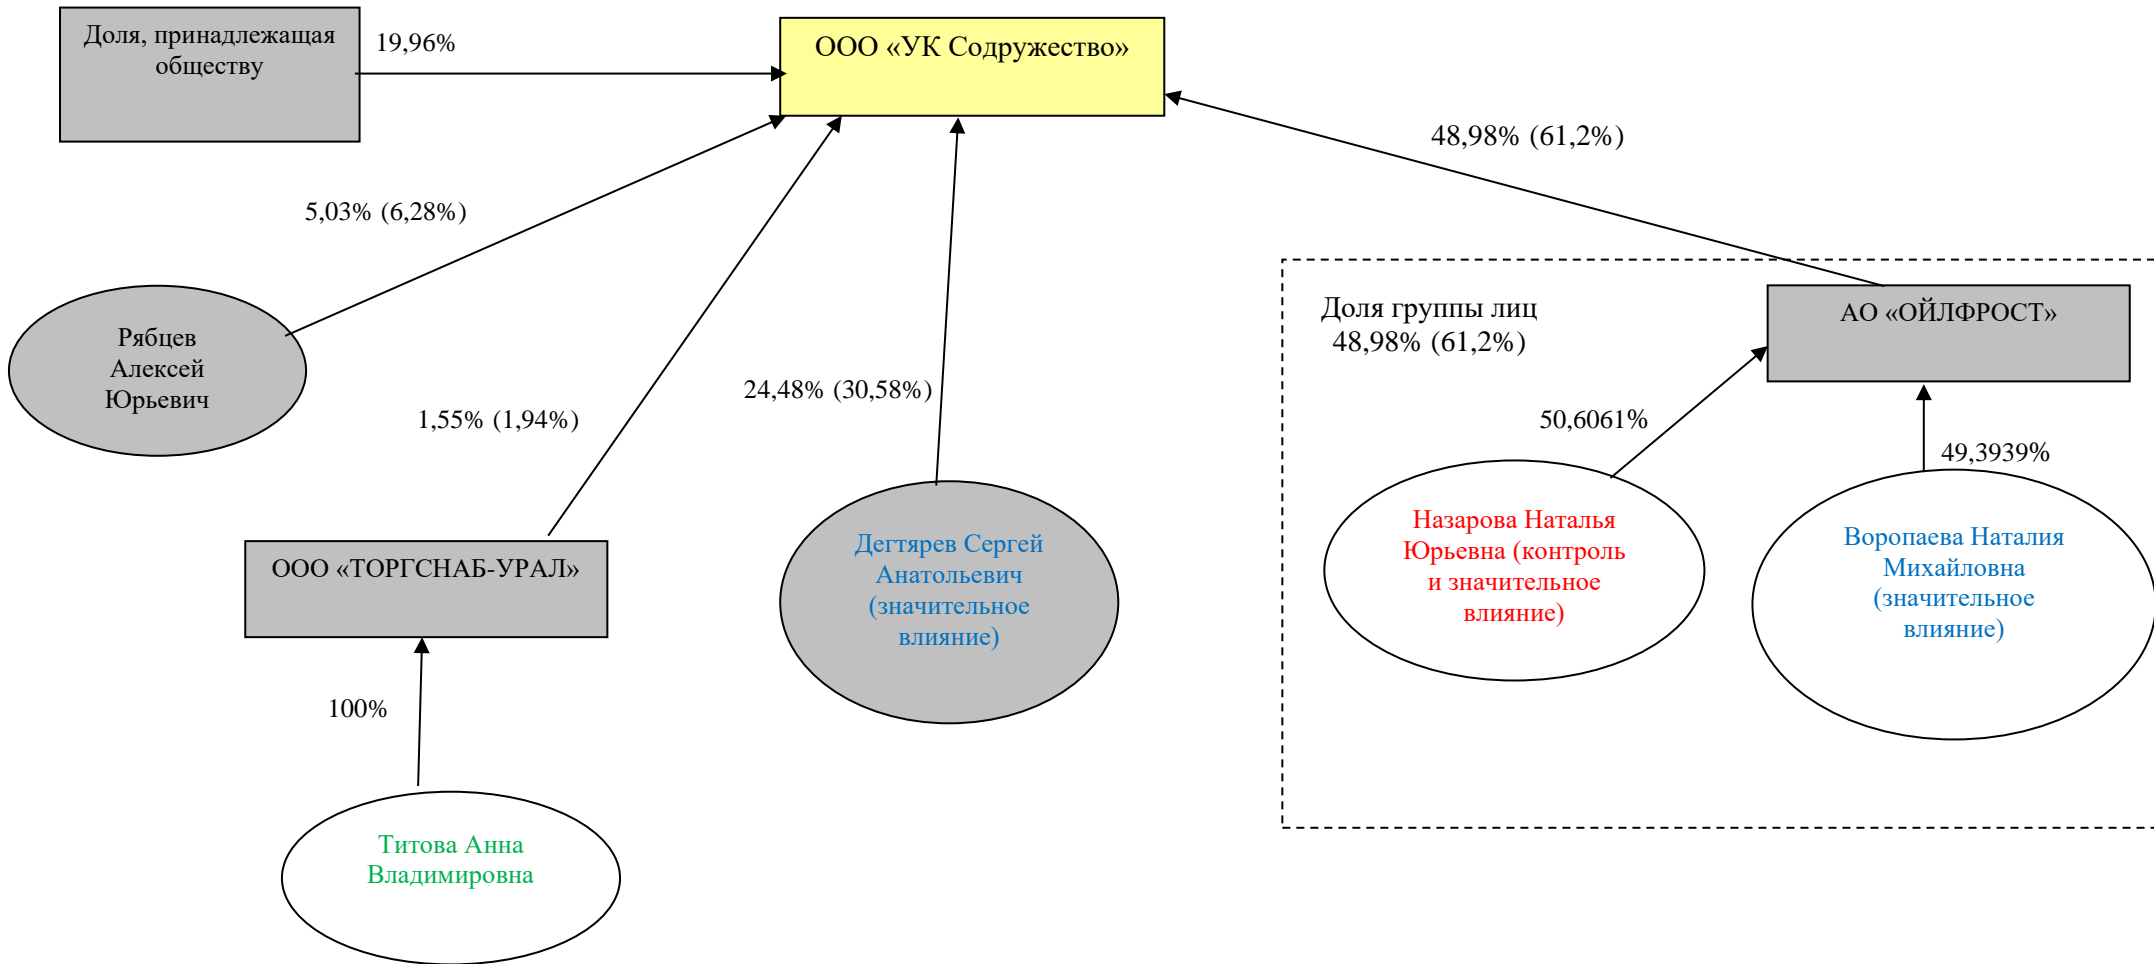 Доля, принадлежащая
обществу
19,96%
ООО «УК Содружество»
48,98% (61,2%)
5,03% (6,28%)
Рябцев
Алексей
Юрьевич
1,55% (1,94%)
24,48% (30,58%)
Доля группы лиц
48,98% (61,2%)
АО «ОЙЛФРОСТ»
50,6061%
49,3939%
ООО «ТОРГСНАБ-УРАЛ»
Дегтярев Сергей
Анатольевич
(значительное
влияние)
Назарова Наталья
Юрьевна (контроль
и значительное
влияние)
Воропаева Наталия
Михайловна
(значительное
влияние)
100%
Титова Анна
Владимировна